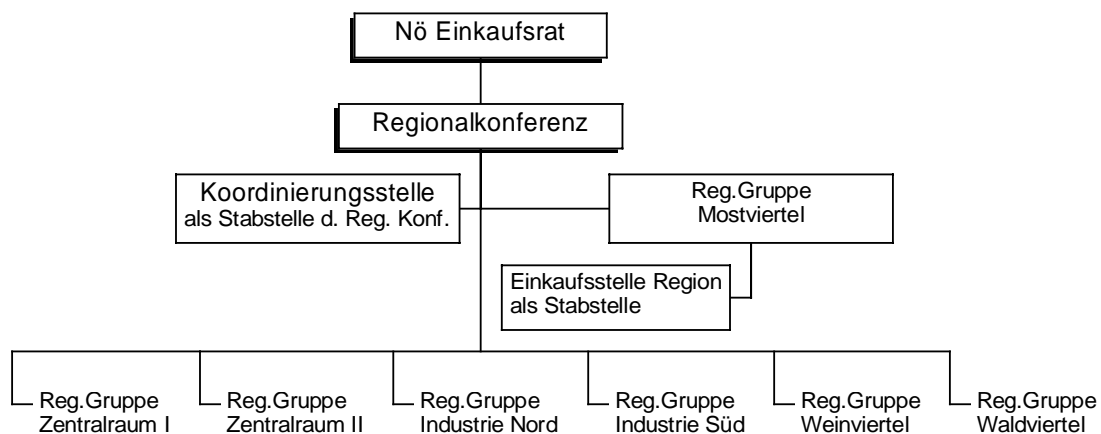 Nö Einkaufsrat
Regionalkonferenz
Koordinierungsstelle
als Stabstelle d. Reg. Konf.
Reg.Gruppe
Mostviertel
Einkaufsstelle Region
als Stabstelle
Reg.Gruppe
Zentralraum I
Reg.Gruppe
Zentralraum II
Reg.Gruppe
Industrie Nord
Reg.Gruppe
Industrie Süd
Reg.Gruppe
Weinviertel
Reg.Gruppe
Waldviertel